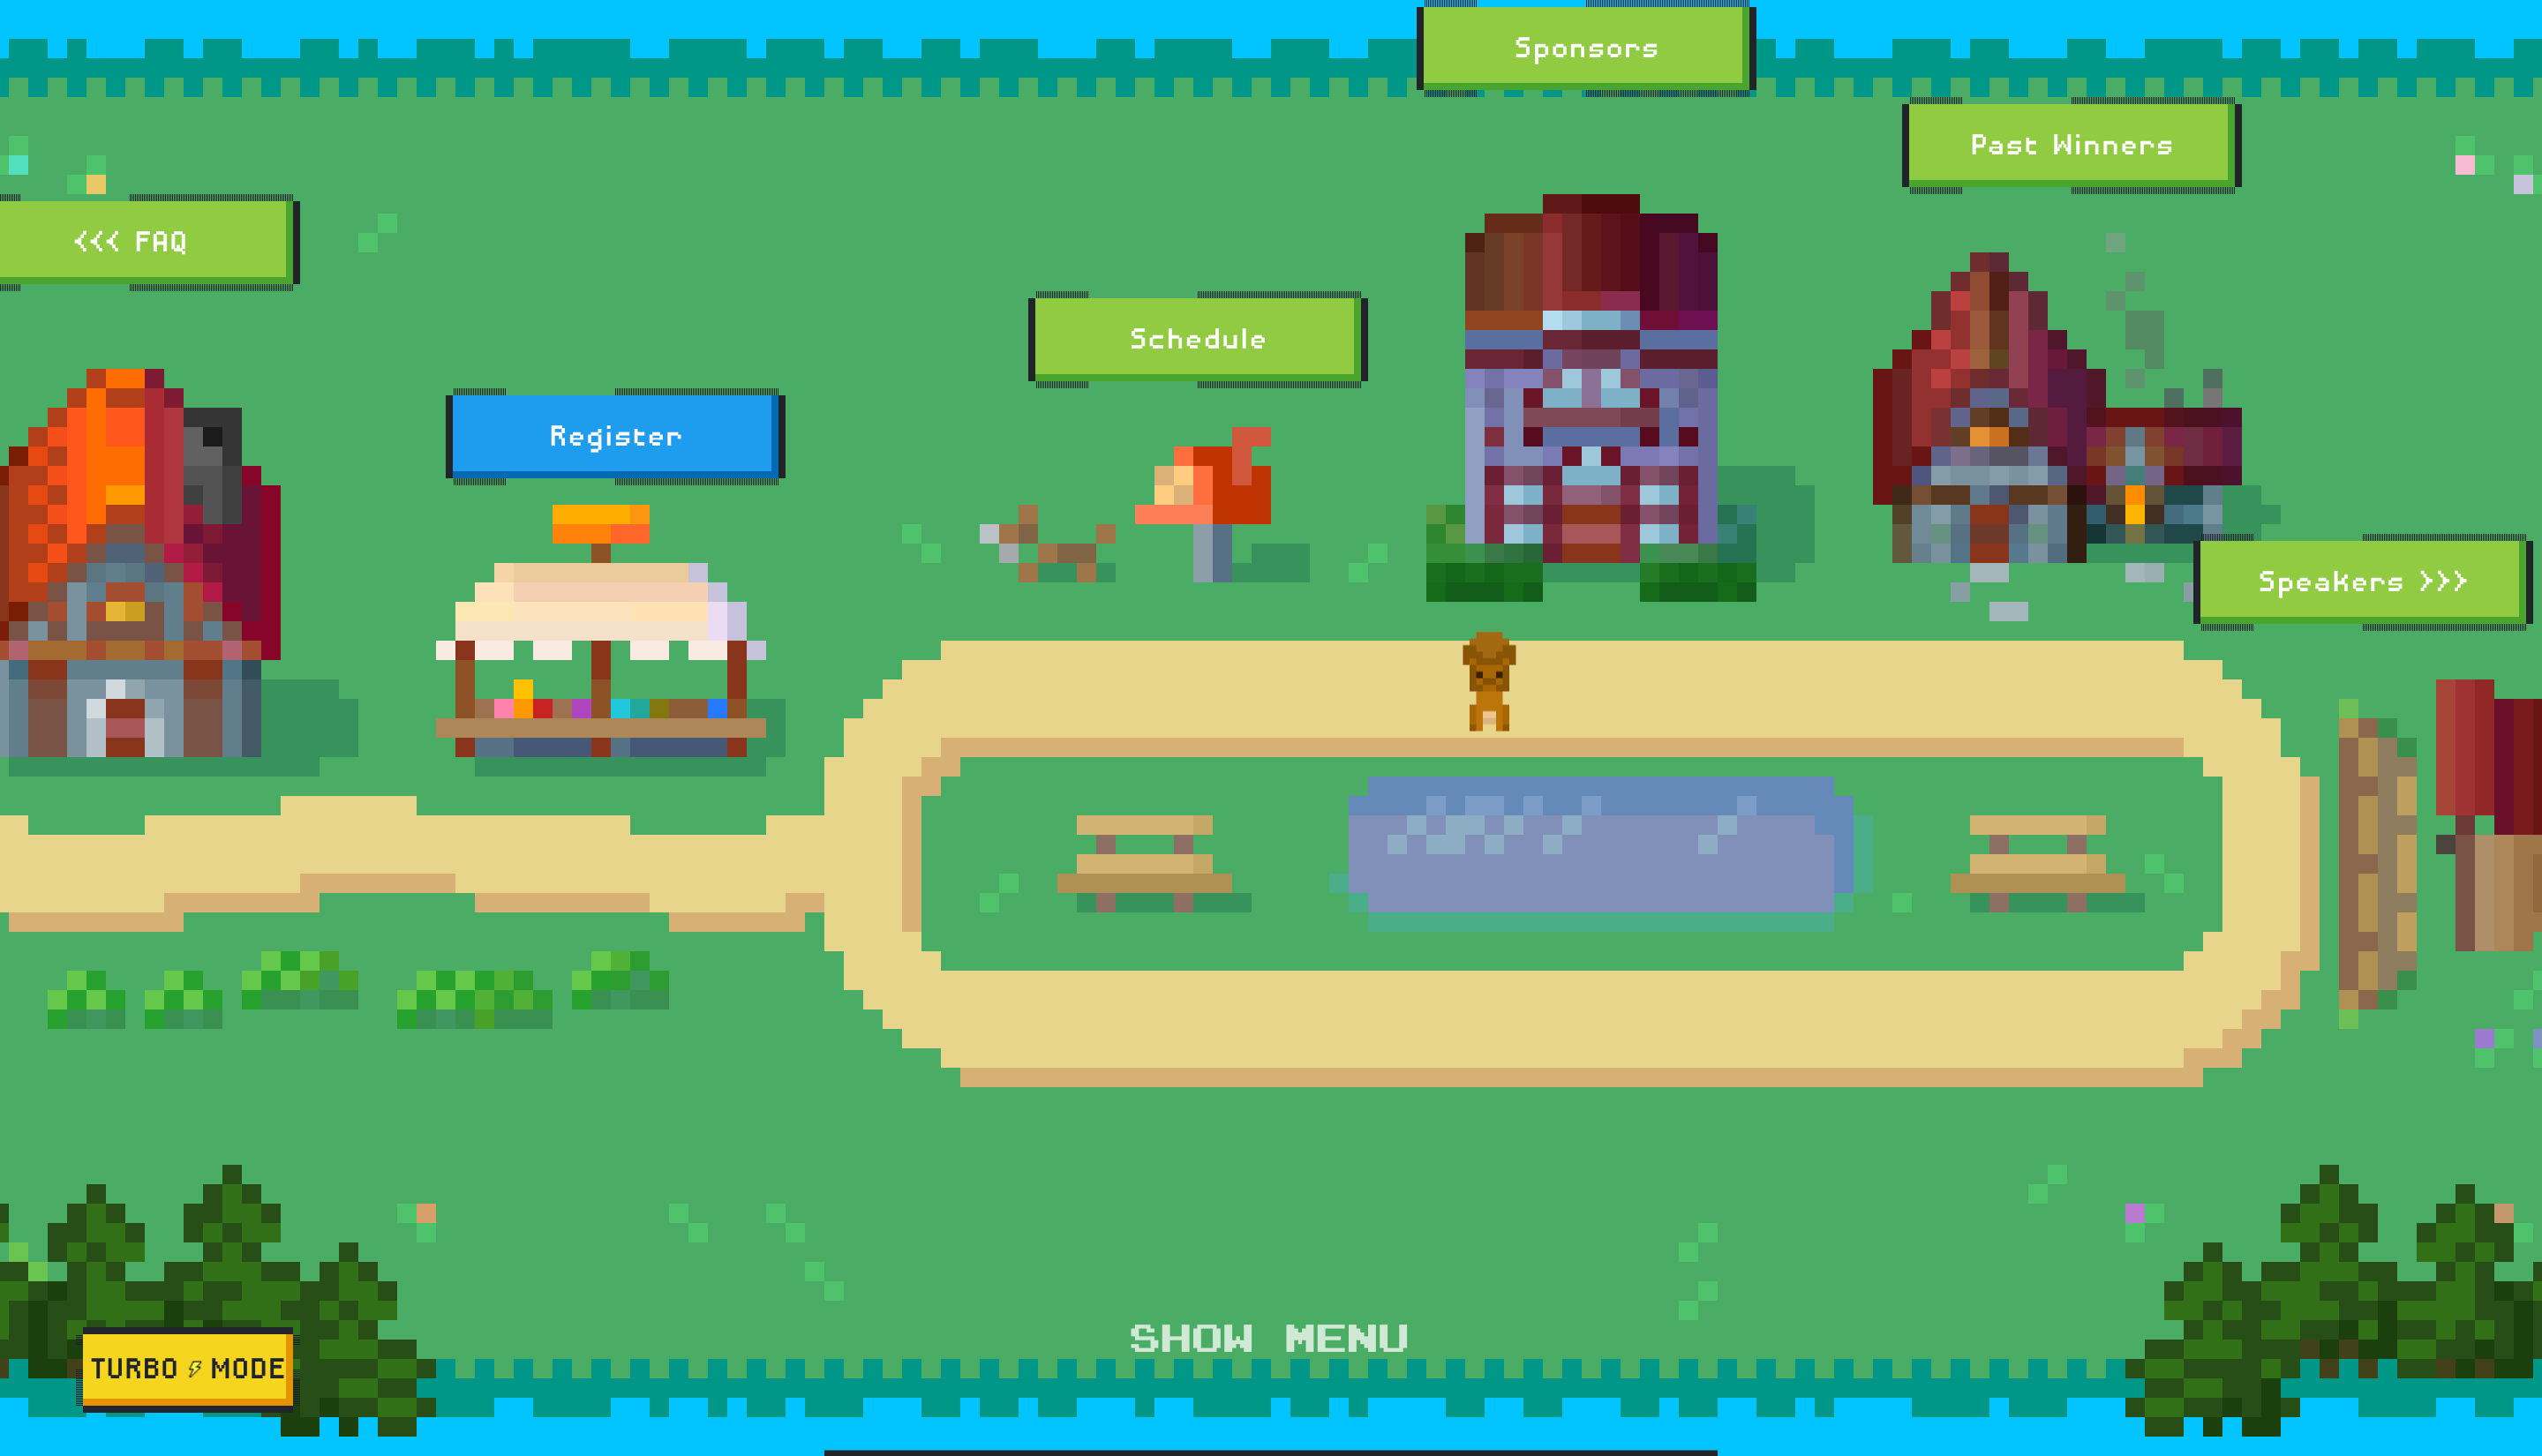 Sponsors
Past Winners
<<< FAQ
Schedule
Register
Speakers >>>
SHOW MENU
TURBO⚡MODE